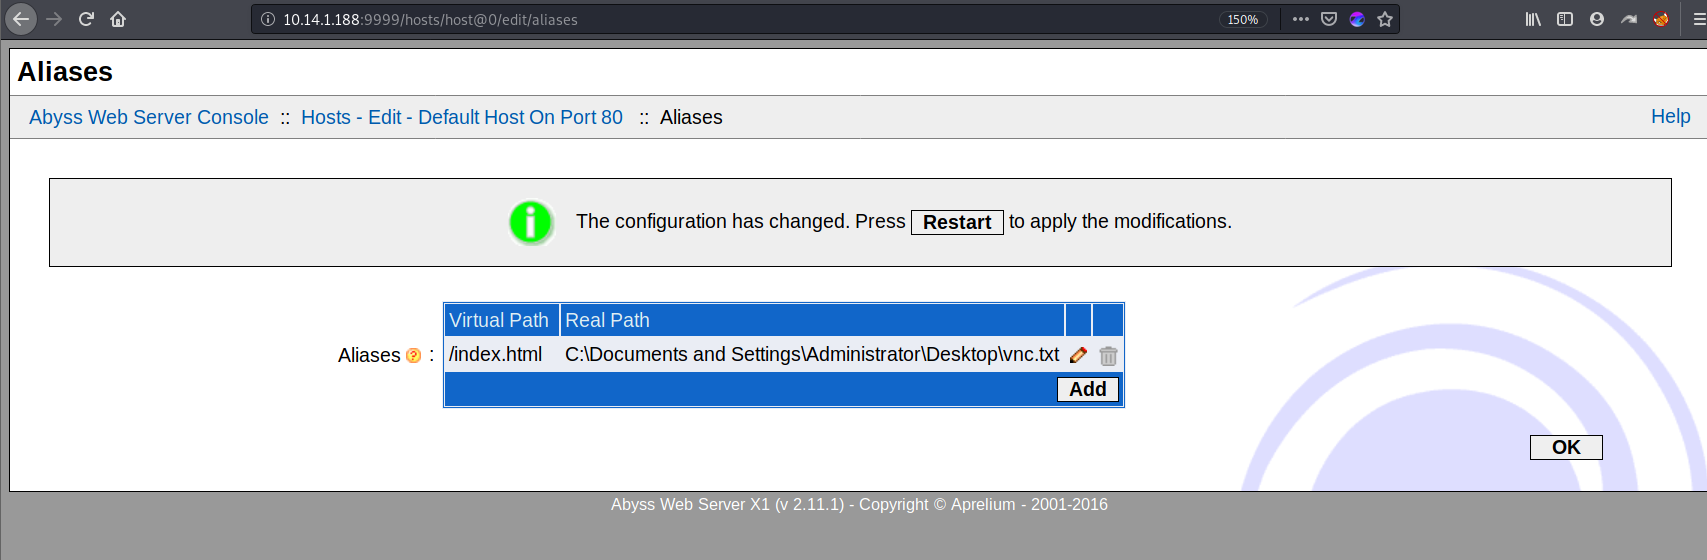 10.14.1.188:9999/hosts/host@0/edit/aliases 150%
Aliases
Abyss Web Server Console :: Hosts - Edit - Default Host On Port 80 :: Aliases Help
The configuration has changed. Press Restart to apply the modifications.
Virtual Path Real Path
Aliases ? : /index.html C:\Documents and Settings\Administrator\Desktop\vnc.txt
Add
OK
Abyss Web Server X1 (v 2.11.1) - Copyright © Aprelium - 2001-2016